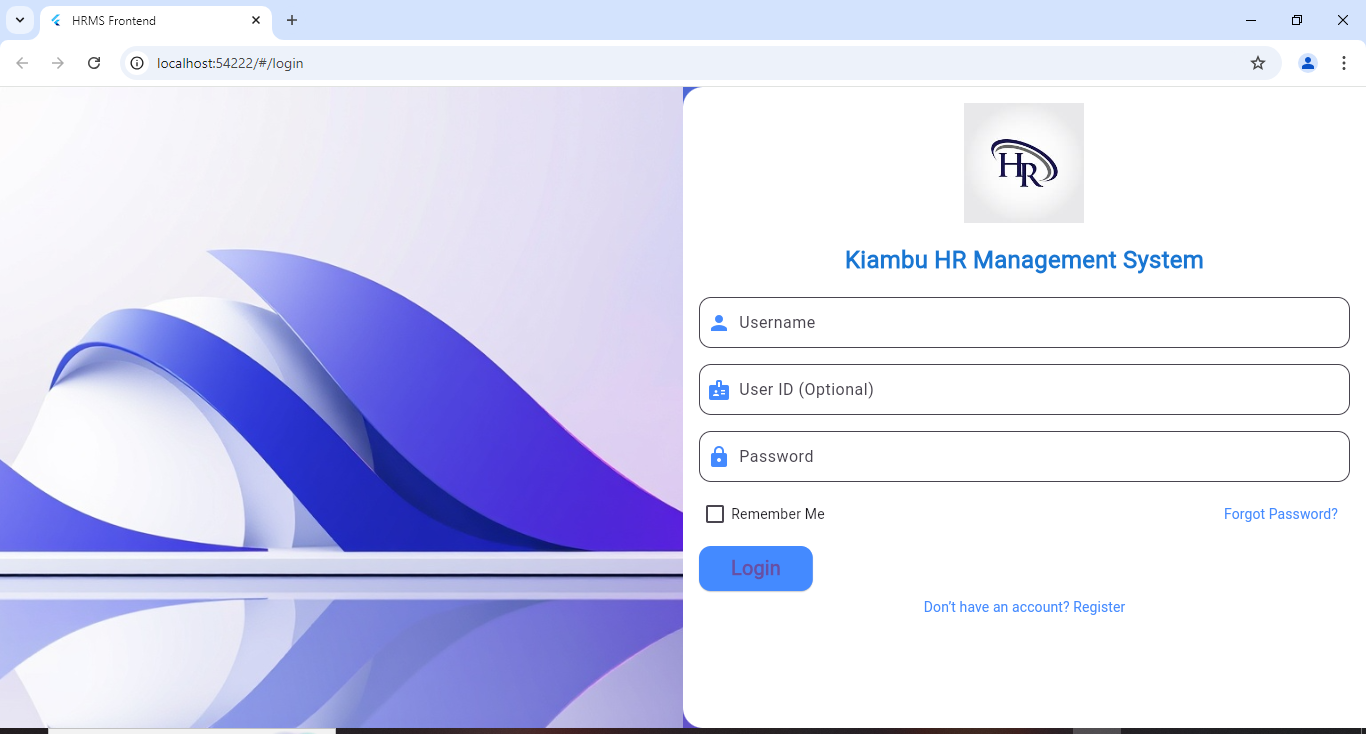 HRMS Frontend
localhost:54222/#/login
HR
Kiambu HR Management System
Username
User ID (Optional)
Password
Remember Me
Forgot Password?
Login
Don't have an account? Register